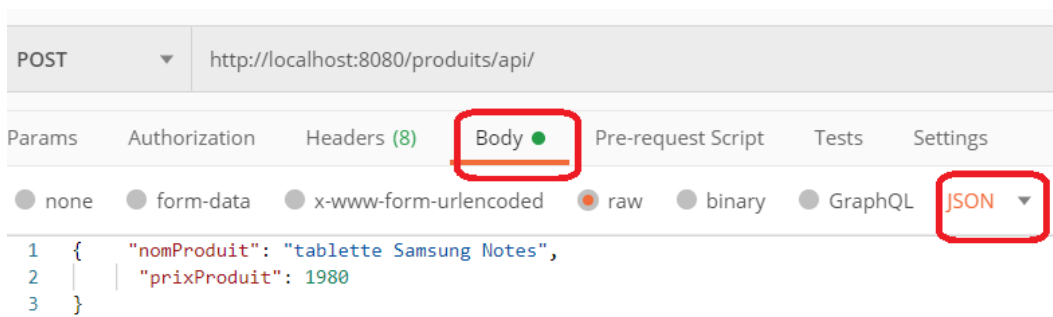 POST http://localhost:8080/produits/api/
Params Authorization Headers (8) Body Pre-request Script Tests Settings
none form-data x-www-form-urlencoded raw binary GraphQL JSON
1 { "nomProduit": "tablette Samsung Notes",
2 "prixProduit": 1980
3 }